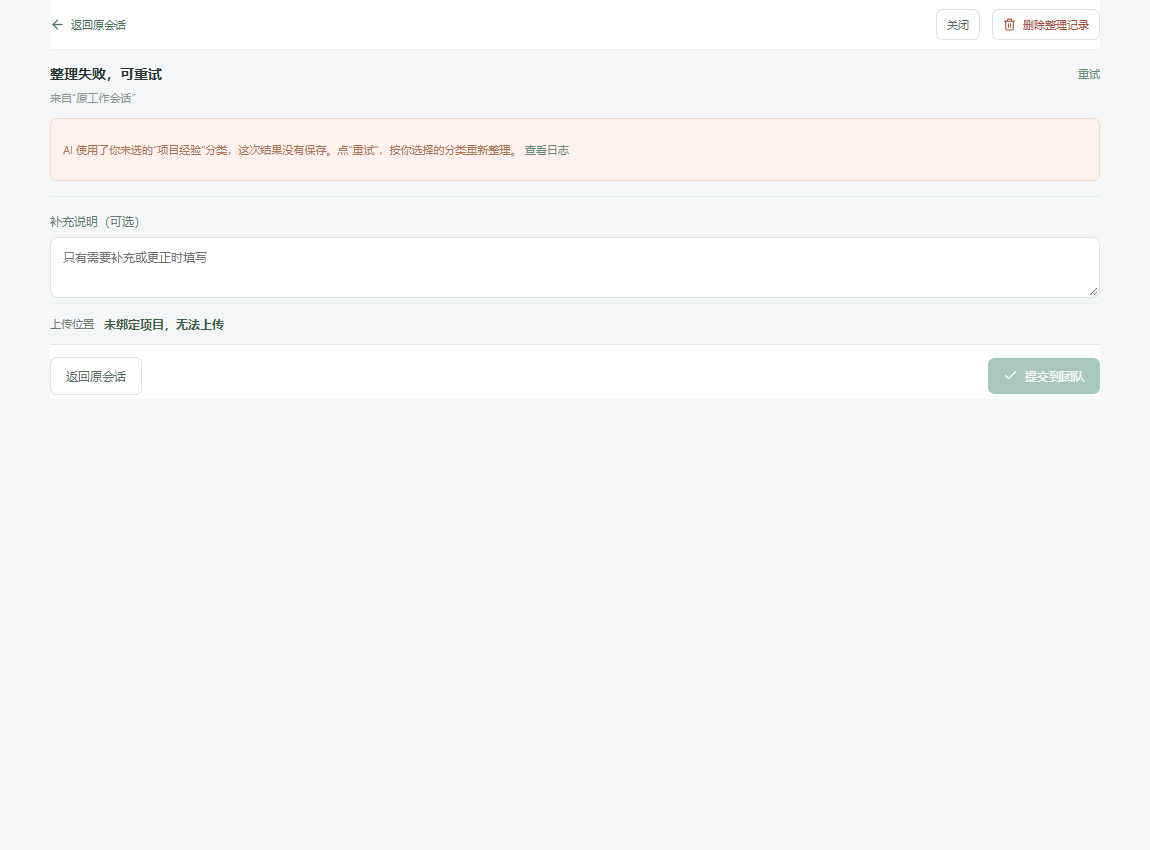 返回原会话
关闭
删除整理记录
整理失败，可重试
重试
来自“原工作会话”
AI 使用了你未选的“项目经验”分类，这次结果没有保存。点“重试”，按你选择的分类重新整理。 查看日志
补充说明（可选）
只有需要补充或更正时填写
上传位置 未绑定项目，无法上传
返回原会话
提交到团队